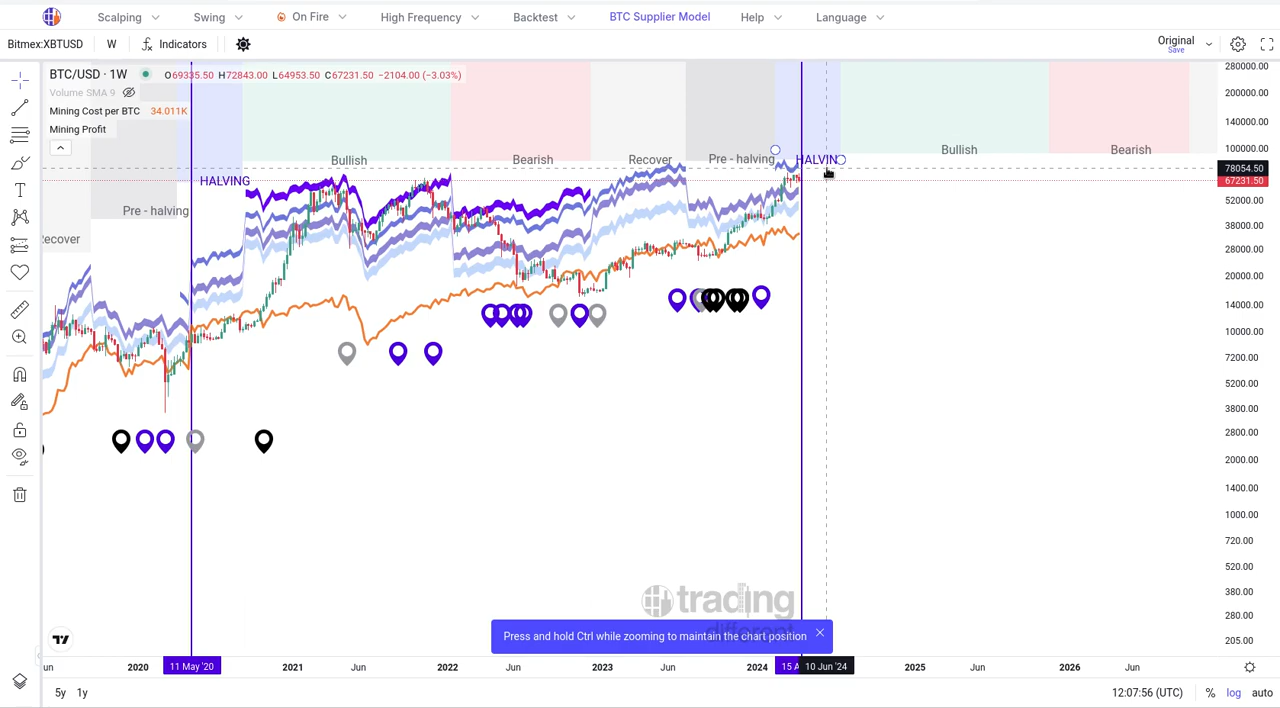 Scalping Swing On Fire High Frequency Backtest BTC Supplier Model Help Language
Bitmex:XBTUSD W Indicators Original
Save
BTC/USD · 1W O69335.50 H72843.00 L64953.50 C67231.50 −2104.00 (−3.03%)
Volume SMA 9
Mining Cost per BTC 34.011K
Mining Profit
280000.00
200000.00
140000.00
100000.00
78054.50
67231.50
52000.00
38000.00
28000.00
20000.00
14000.00
10000.00
7200.00
5200.00
3800.00
2800.00
2000.00
1400.00
1000.00
720.00
520.00
380.00
280.00
205.00
Bullish Bearish Recover Pre - halving HALVIN Bullish Bearish
HALVING
Pre - halving
ecover
trading
different
Press and hold Ctrl while zooming to maintain the chart position
un 2020 11 May '20 2021 Jun 2022 Jun 2023 Jun 2024 15 A 10 Jun '24 2025 Jun 2026 Jun
5y 1y 12:07:56 (UTC) % log auto